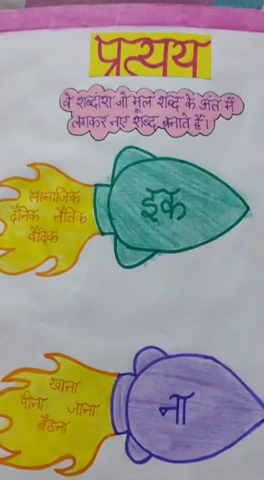 प्रत्यय
वे शब्दांश जो मूल शब्द के अंत में
लगकर नए शब्द बनाते हैं।
इक
सामाजिक
दैनिक नैतिक
वैदिक
ना
खाना
पीना जाना
बैठना